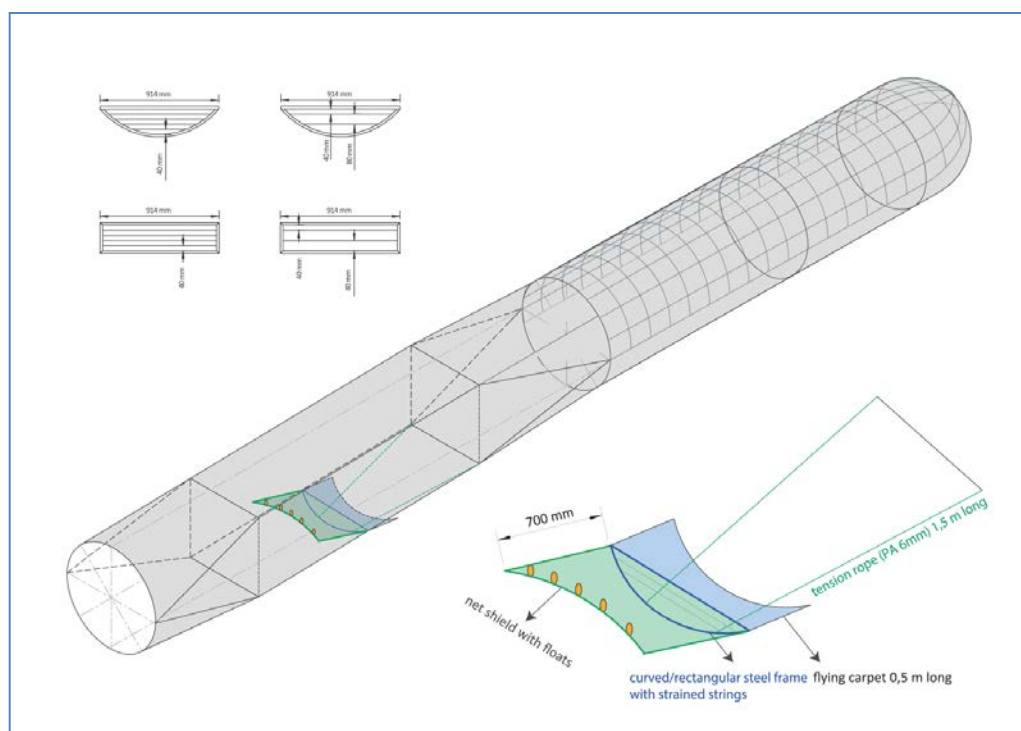 914 mm
914 mm
40 mm
40 mm
80 mm
914 mm
914 mm
40 mm
40 mm
80 mm
700 mm
tension rope (PA 6mm) 1,5 m long
net shield with floats
curved/rectangular steel frame
with strained strings
flying carpet 0,5 m long